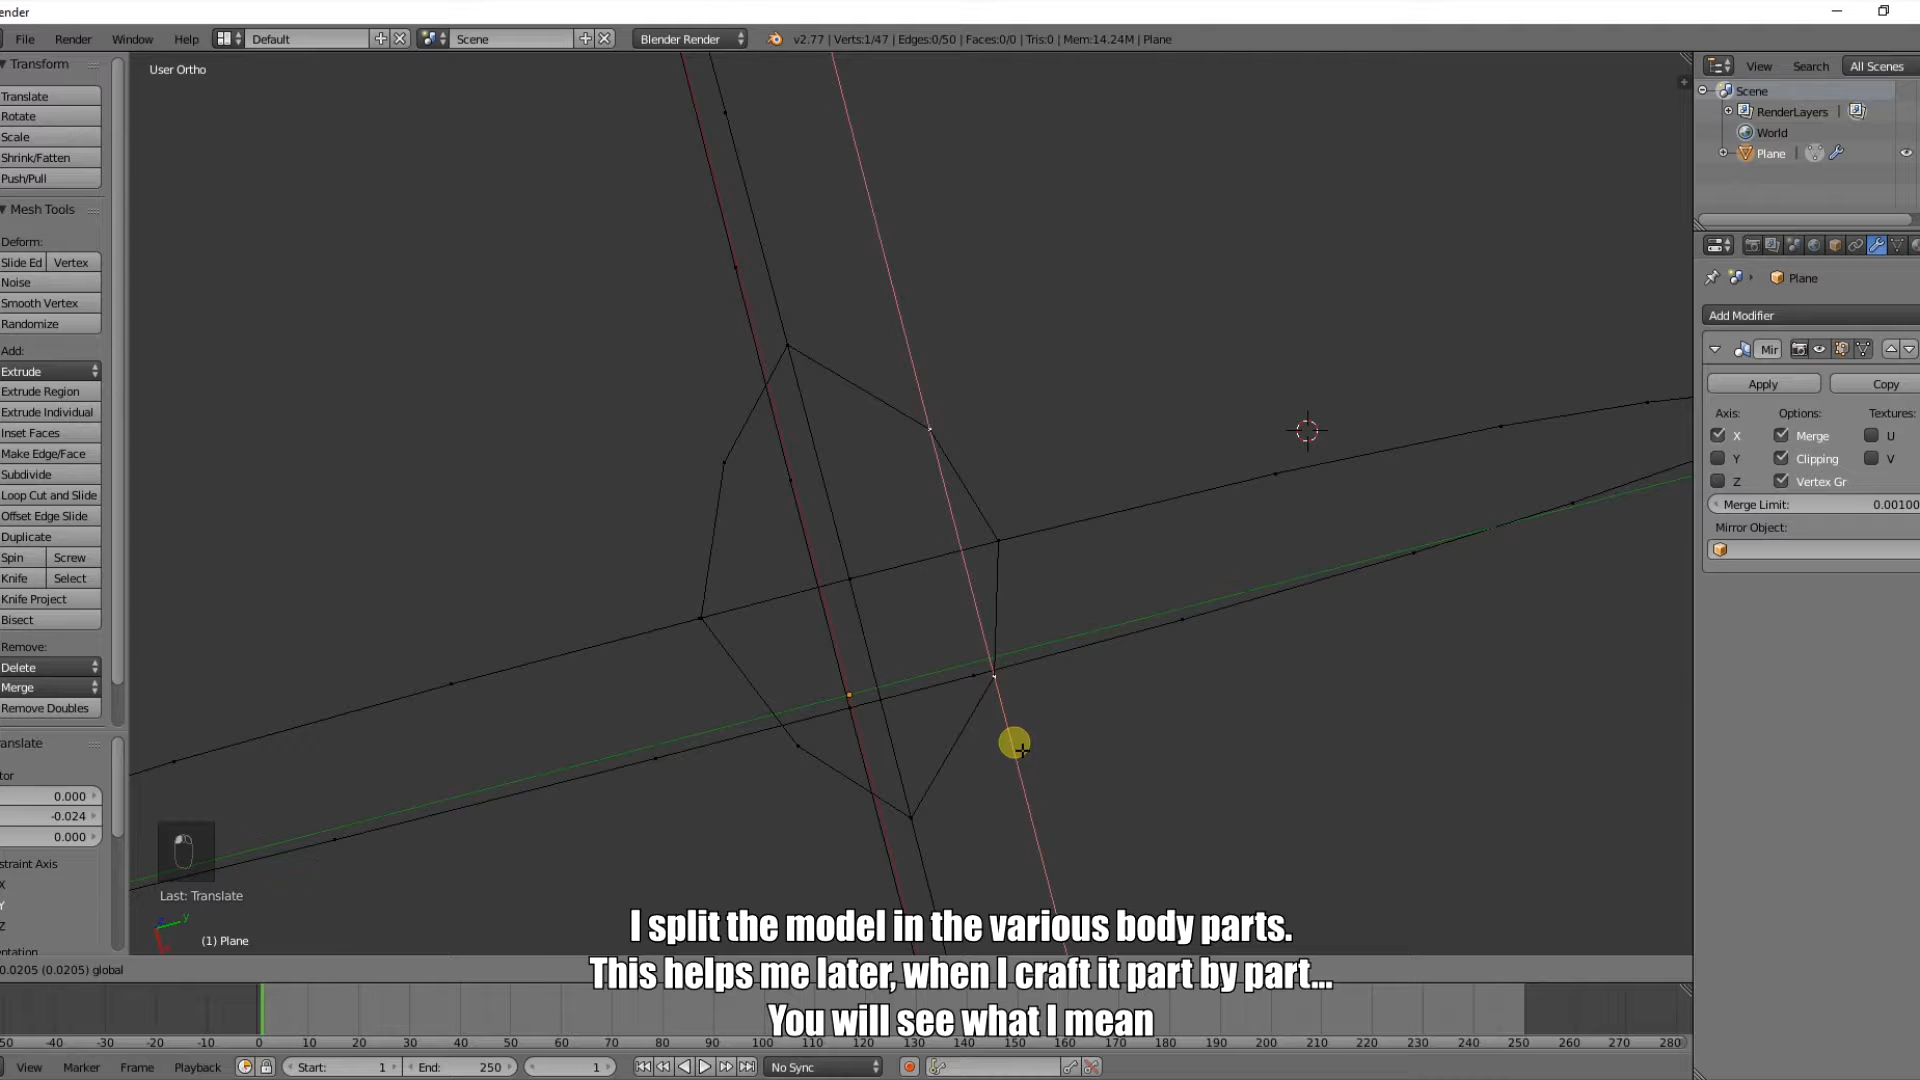 ender
File Render Window Help Default Scene Blender Render v2.77 | Verts:1/47 | Edges:0/50 | Faces:0/0 | Tris:0 | Mem:14.24M | Plane
Transform
Translate
Rotate
Scale
Shrink/Fatten
Push/Pull
Mesh Tools
Deform:
Slide Ed Vertex
Noise
Smooth Vertex
Randomize
Add:
Extrude
Extrude Region
Extrude Individual
Inset Faces
Make Edge/Face
Subdivide
Loop Cut and Slide
Offset Edge Slide
Duplicate
Spin Screw
Knife Select
Knife Project
Bisect
Remove:
Delete
Merge
Remove Doubles
anslate
tor
0.000
-0.024
0.000
straint Axis
X
Y
Z
entation
User Ortho
Last: Translate
y
(1) Plane
0.0205 (0.0205) global
I split the model in the various body parts.
This helps me later, when I craft it part by part...
You will see what I mean
View Search All Scenes
Scene
RenderLayers |
World
Plane |
Plane
Add Modifier
Mir
Apply Copy
Axis: Options: Textures:
X Merge U
Y Clipping V
Z Vertex Gr
Merge Limit: 0.00100
Mirror Object:
-50 -40 -30 -20 -10 0 10 20 30 40 50 60 70 80 90 100 110 120 130 140 150 160 170 180 190 200 210 220 230 240 250 260 270 280
View Marker Frame Playback Start: 1 End: 250 1 No Sync